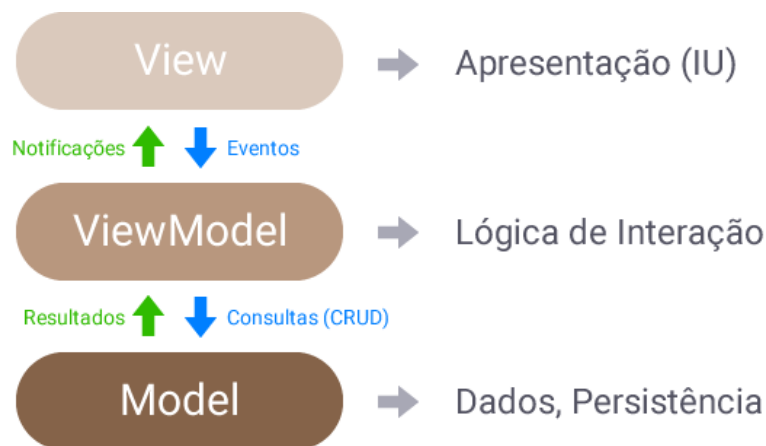 View
Apresentação (IU)
Notificações
Eventos
ViewModel
Lógica de Interação
Resultados
Consultas (CRUD)
Model
Dados, Persistência